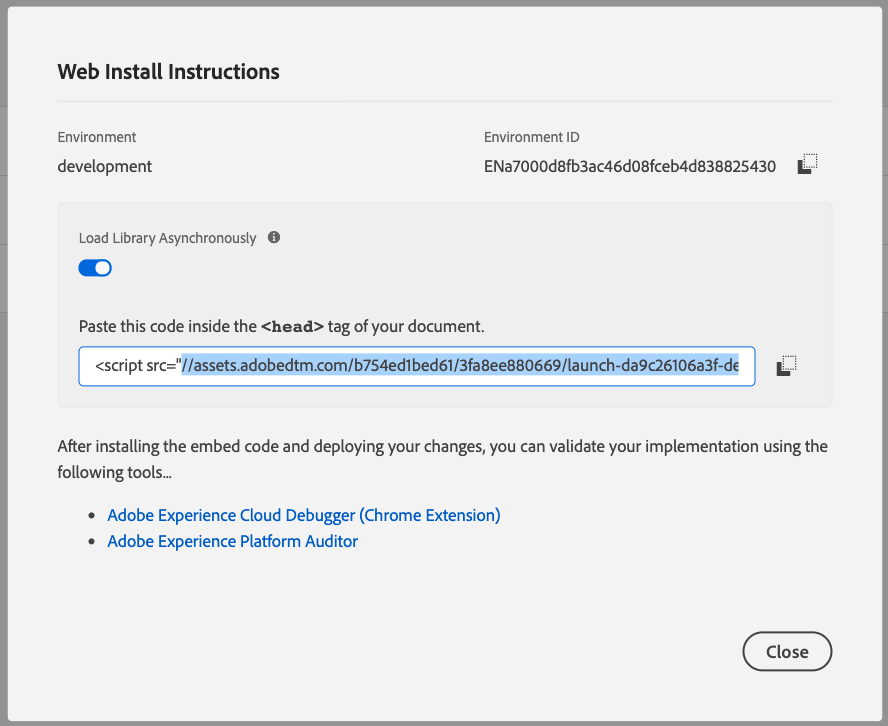 Web Install Instructions
Environment
Environment ID
development
ENa7000d8fb3ac46d08fceb4d838825430
Load Library Asynchronously
Paste this code inside the <head> tag of your document.
<script src="//assets.adobedtm.com/b754ed1bed61/3fa8ee880669/launch-da9c26106a3f-de
After installing the embed code and deploying your changes, you can validate your implementation using the
following tools...
Adobe Experience Cloud Debugger (Chrome Extension)
Adobe Experience Platform Auditor
Close